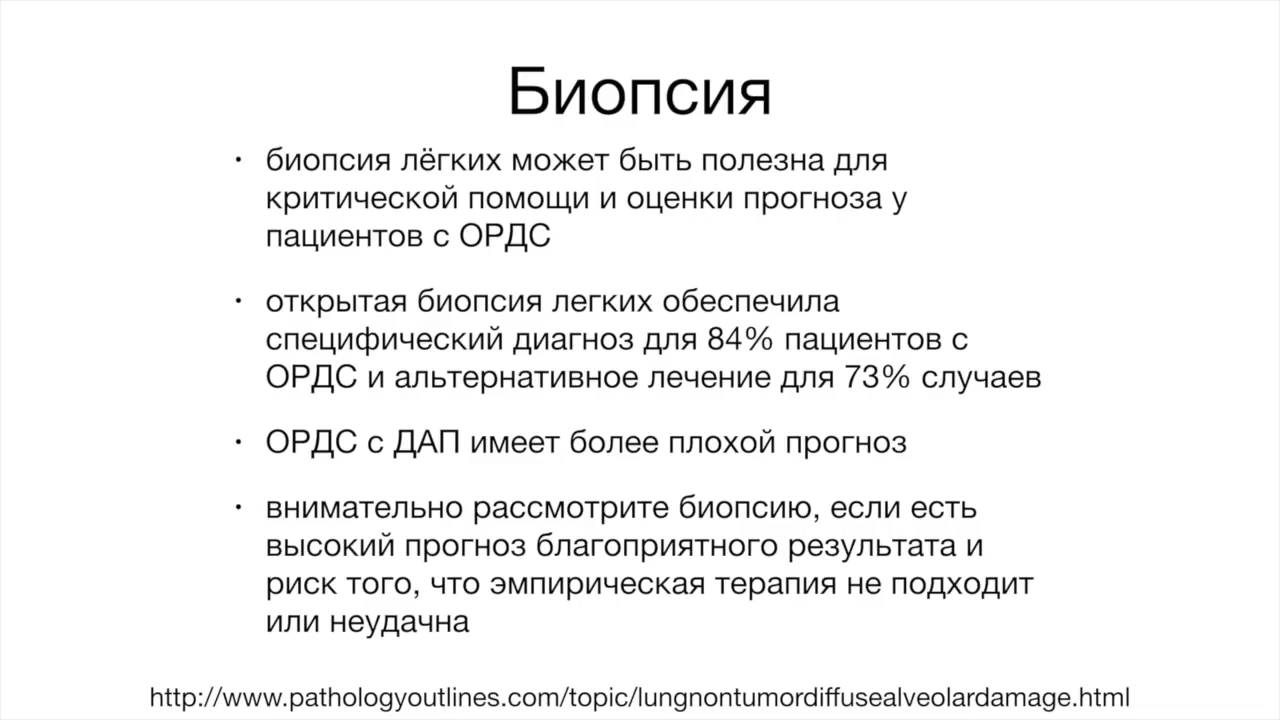 Биопсия
• биопсия лёгких может быть полезна для
критической помощи и оценки прогноза у
пациентов с ОРДС
• открытая биопсия легких обеспечила
специфический диагноз для 84% пациентов с
ОРДС и альтернативное лечение для 73% случаев
• ОРДС с ДАП имеет более плохой прогноз
• внимательно рассмотрите биопсию, если есть
высокий прогноз благоприятного результата и
риск того, что эмпирическая терапия не подходит
или неудачна
http://www.pathologyoutlines.com/topic/lungnontumordiffusealveolardamage.html